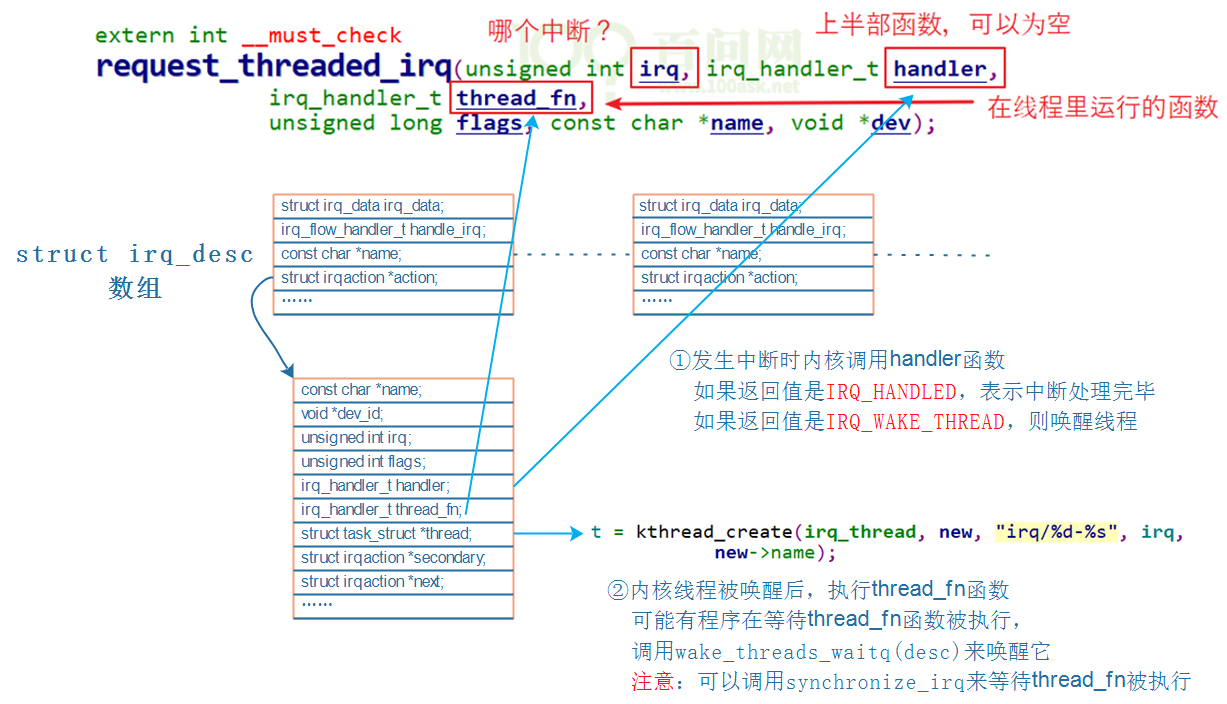 extern int __must_check
哪个中断？
上半部函数，可以为空
百问网
www.100ask.net
request_threaded_irq(unsigned int irq, irq_handler_t handler,
irq_handler_t thread_fn,
在线程里运行的函数
unsigned long flags, const char *name, void *dev);
struct irq_desc
数组
struct irq_data irq_data;
irq_flow_handler_t handle_irq;
const char *name;
struct irqaction *action;
……
struct irq_data irq_data;
irq_flow_handler_t handle_irq;
const char *name;
struct irqaction *action;
……
const char *name;
void *dev_id;
unsigned int irq;
unsigned int flags;
irq_handler_t handler;
irq_handler_t thread_fn;
struct task_struct *thread;
struct irqaction *secondary;
struct irqaction *next;
……
①发生中断时内核调用handler函数
如果返回值是IRQ_HANDLED，表示中断处理完毕
如果返回值是IRQ_WAKE_THREAD，则唤醒线程
t = kthread_create(irq_thread, new, "irq/%d-%s", irq,
new->name);
②内核线程被唤醒后，执行thread_fn函数
可能有程序在等待thread_fn函数被执行，
调用wake_threads_waitq(desc)来唤醒它
注意：可以调用synchronize_irq来等待thread_fn被执行